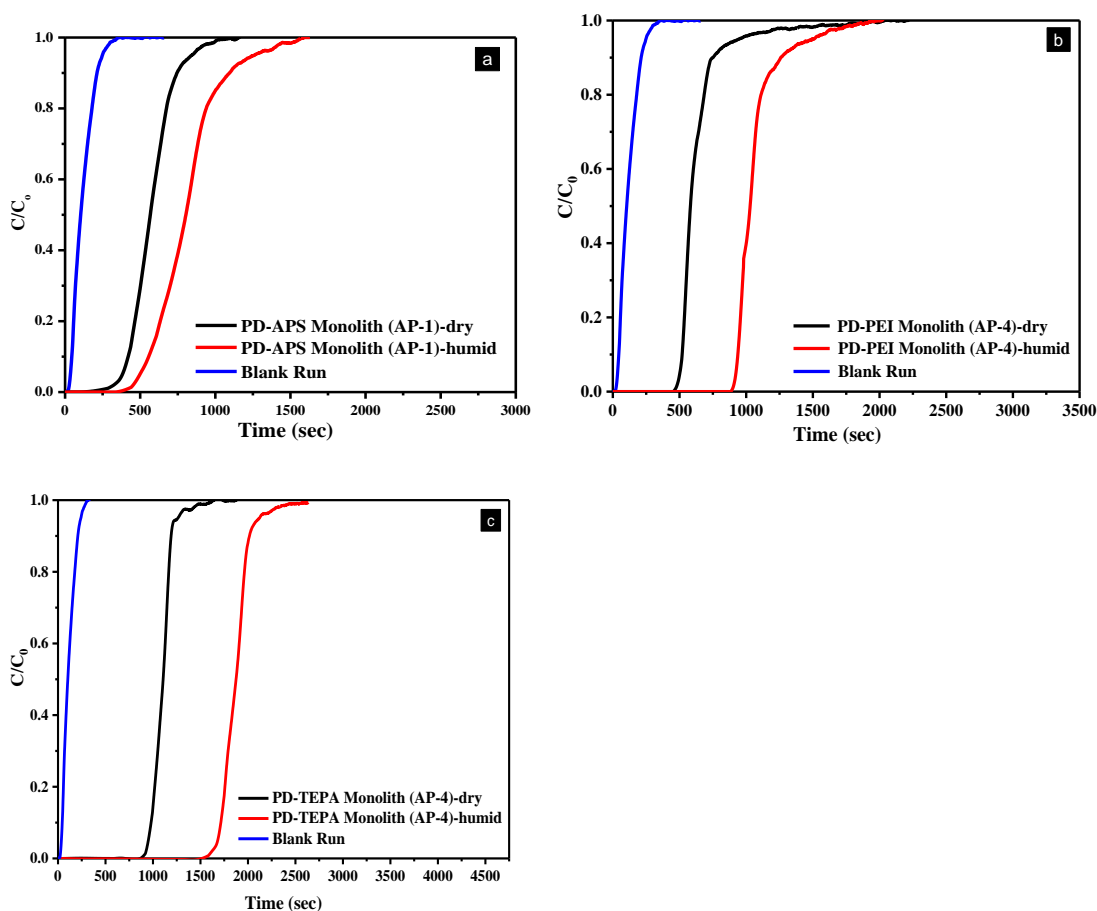 a
1.0
0.8
0.6
0.4
0.2
0.0
C/C₀
PD-APS Monolith (AP-1)-dry
PD-APS Monolith (AP-1)-humid
Blank Run
0 500 1000 1500 2000 2500 3000
Time (sec)
b
1.0
0.8
0.6
0.4
0.2
0.0
C/C₀
PD-PEI Monolith (AP-4)-dry
PD-PEI Monolith (AP-4)-humid
Blank Run
0 500 1000 1500 2000 2500 3000 3500
Time (sec)
c
1.0
0.8
0.6
0.4
0.2
0.0
C/C₀
PD-TEPA Monolith (AP-4)-dry
PD-TEPA Monolith (AP-4)-humid
Blank Run
0 500 1000 1500 2000 2500 3000 3500 4000 4500
Time (sec)